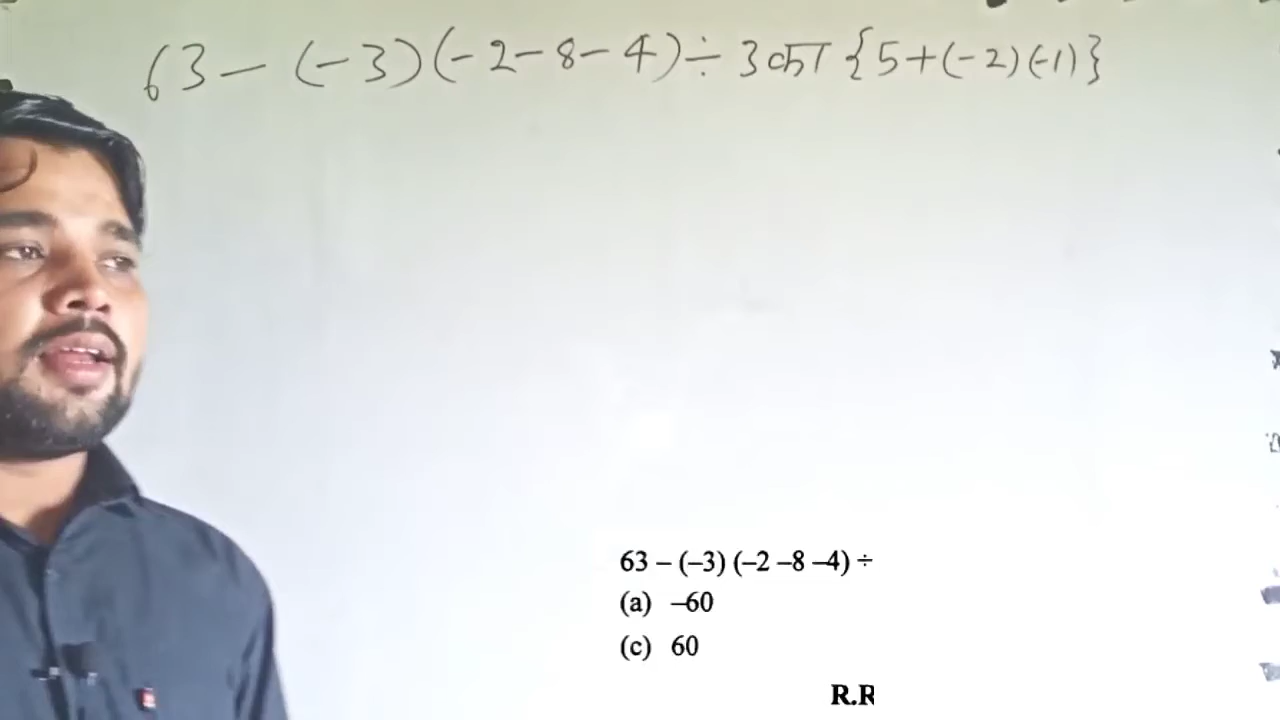 63 - (-3)(-2-8-4) ÷ 3 का {5+(-2)(-1)}
63 – (–3) (–2 –8 –4) ÷
(a) –60
(c) 60
R.R